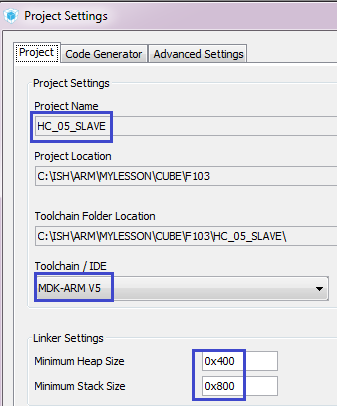 Project Settings
Project Code Generator Advanced Settings
Project Settings
Project Name
HC_05_SLAVE
Project Location
C:\ISH\ARM\MYLESSON\CUBE\F103
Toolchain Folder Location
C:\ISH\ARM\MYLESSON\CUBE\F103\HC_05_SLAVE\
Toolchain / IDE
MDK-ARM V5
Linker Settings
Minimum Heap Size 0x400
Minimum Stack Size 0x800